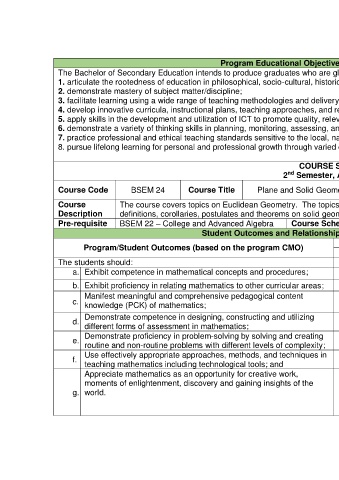 Program Educational Objective
The Bachelor of Secondary Education intends to produce graduates who are gl
1. articulate the rootedness of education in philosophical, socio-cultural, historic
2. demonstrate mastery of subject matter/discipline;
3. facilitate learning using a wide range of teaching methodologies and delivery
4. develop innovative curricula, instructional plans, teaching approaches, and re
5. apply skills in the development and utilization of ICT to promote quality, relev
6. demonstrate a variety of thinking skills in planning, monitoring, assessing, an
7. practice professional and ethical teaching standards sensitive to the local, na
8. pursue lifelong learning for personal and professional growth through varied
COURSE S
2nd Semester, A
Course Code BSEM 24 Course Title Plane and Solid Geome
Course Description The course covers topics on Euclidean Geometry. The topics
definitions, corollaries, postulates and theorems on solid geom
Pre-requisite BSEM 22 – College and Advanced Algebra Course Sche
Student Outcomes and Relationship
Program/Student Outcomes (based on the program CMO)
The students should:
a. Exhibit competence in mathematical concepts and procedures;
b. Exhibit proficiency in relating mathematics to other curricular areas;
c. Manifest meaningful and comprehensive pedagogical content
knowledge (PCK) of mathematics;
d. Demonstrate competence in designing, constructing and utilizing
different forms of assessment in mathematics;
e. Demonstrate proficiency in problem-solving by solving and creating
routine and non-routine problems with different levels of complexity;
f. Use effectively appropriate approaches, methods, and techniques in
teaching mathematics including technological tools; and
g. Appreciate mathematics as an opportunity for creative work,
moments of enlightenment, discovery and gaining insights of the
world.